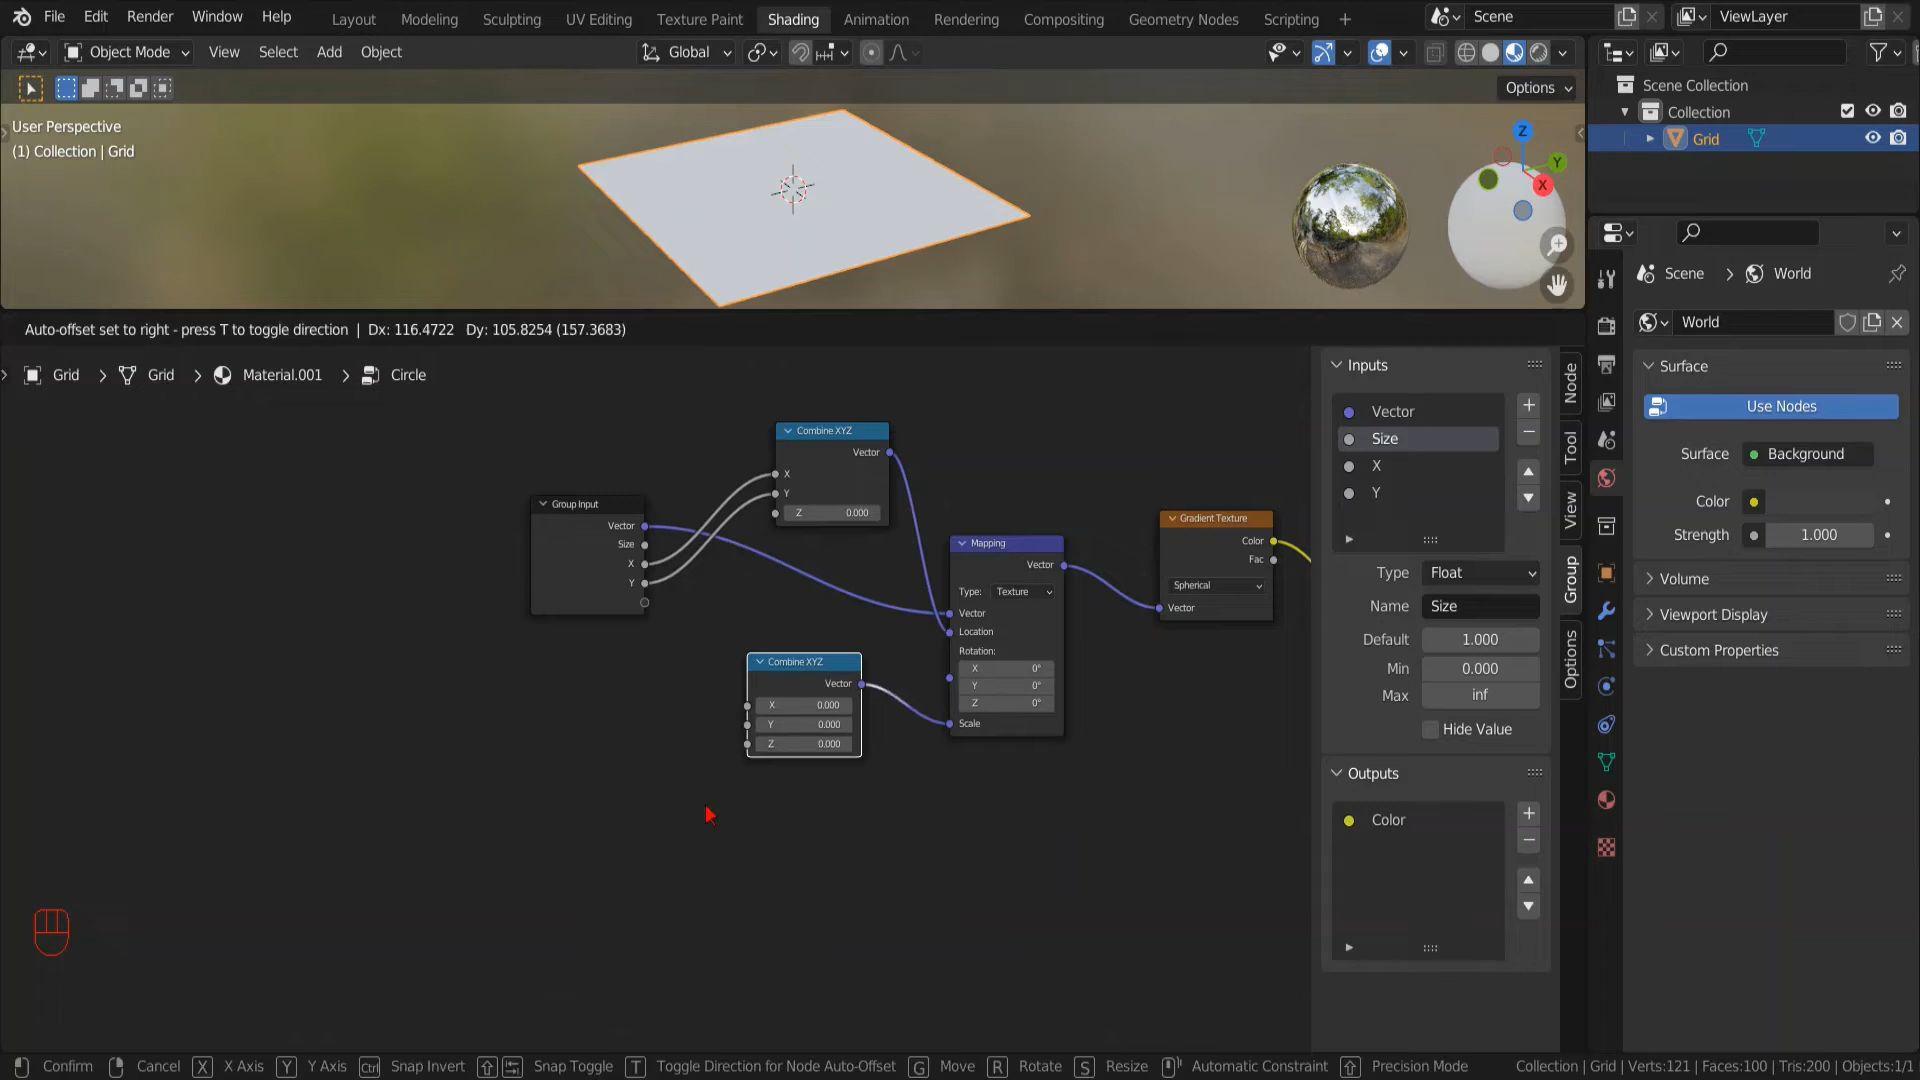 File Edit Render Window Help Layout Modeling Sculpting UV Editing Texture Paint Shading Animation Rendering Compositing Geometry Nodes Scripting + Scene ViewLayer
Object Mode View Select Add Object Global
Options
User Perspective
(1) Collection | Grid
Z
Y
X
Scene Collection
Collection
Grid
Scene > World
World
Surface
Use Nodes
Surface Background
Color
Strength 1.000
Volume
Viewport Display
Custom Properties
Auto-offset set to right - press T to toggle direction | Dx: 116.4722 Dy: 105.8254 (157.3683)
Grid > Grid > Material.001 > Circle
Group Input
Vector
Size
X
Y
Combine XYZ
Vector
X
Y
Z 0.000
Combine XYZ
Vector
X 0.000
Y 0.000
Z 0.000
Mapping
Vector
Type: Texture
Vector
Location
Rotation:
X 0°
Y 0°
Z 0°
Scale
Gradient Texture
Color
Fac
Spherical
Vector
Inputs
Vector
Size
X
Y
Type Float
Name Size
Default 1.000
Min 0.000
Max inf
Hide Value
Outputs
Color
Node
Tool
View
Group
Options
Confirm Cancel X X Axis Y Y Axis Ctrl Snap Invert Snap Toggle T Toggle Direction for Node Auto-Offset G Move R Rotate S Resize Automatic Constraint Precision Mode Collection | Grid | Verts:121 | Faces:100 | Tris:200 | Objects:1/1